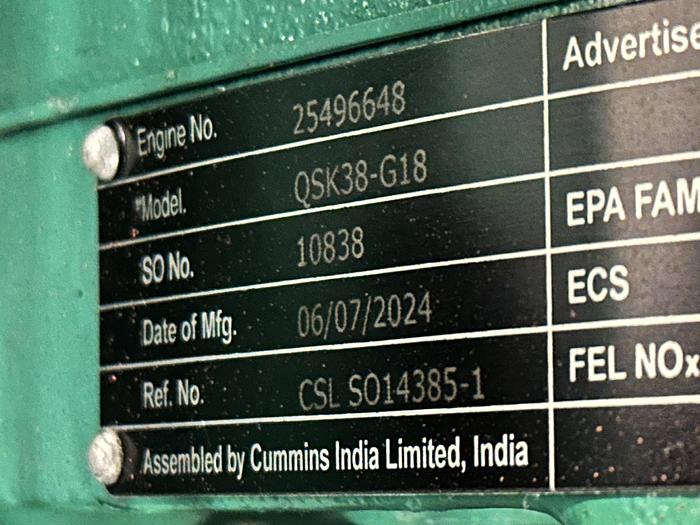 Engine No. 25496648
*Model. QSK38-G18
SO No. 10838
Date of Mfg. 06/07/2024
Ref. No. CSL SO14385-1
Assembled by Cummins India Limited, India
Advertise
EPA FAM
ECS
FEL NOx